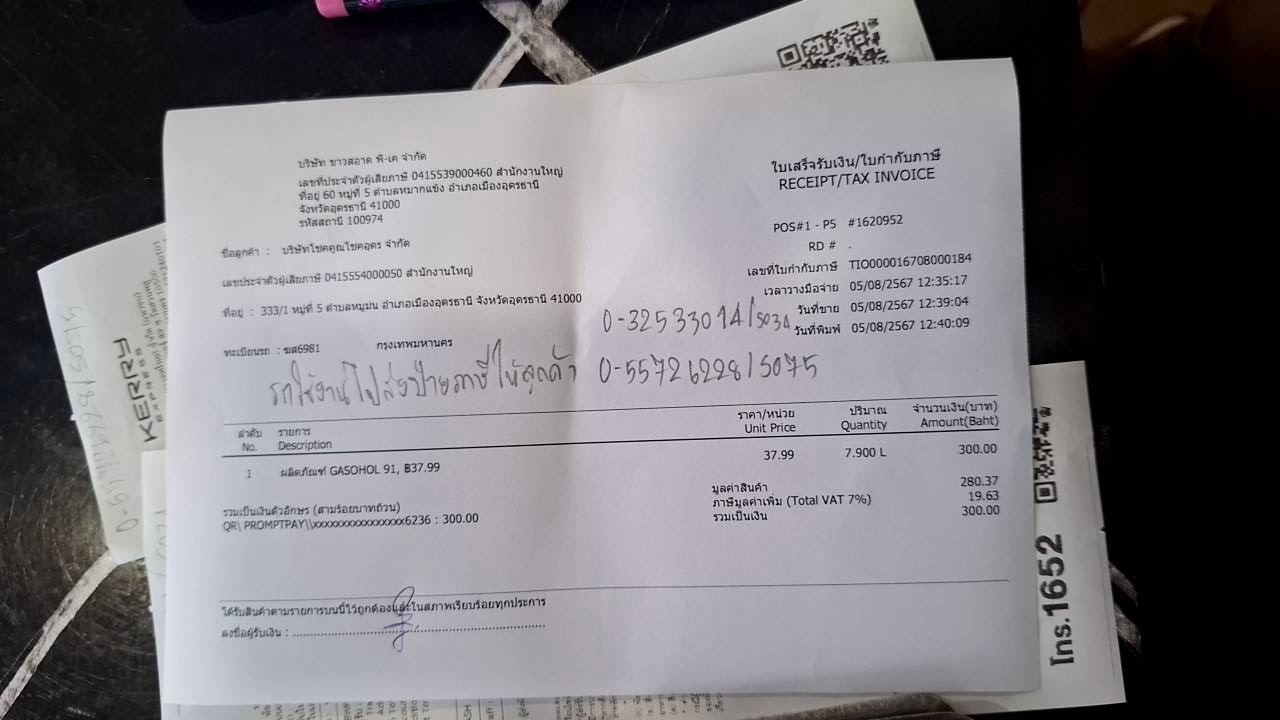 บริษัท ขาวสอาด พี-เค จำกัด
เลขที่ประจำตัวผู้เสียภาษี 0415539000460 สำนักงานใหญ่
ที่อยู่ 60 หมู่ที่ 5 ตำบลหมากแข้ง อำเภอเมืองอุดรธานี
จังหวัดอุดรธานี 41000
รหัสสถานี 100974
ใบเสร็จรับเงิน/ใบกำกับภาษี
RECEIPT/TAX INVOICE
POS#1 - P5 #1620952
RD # .
เลขที่ใบกำกับภาษี TIO000016708000184
เวลาวางมือจ่าย 05/08/2567 12:35:17
วันที่ขาย 05/08/2567 12:39:04
วันที่พิมพ์ 05/08/2567 12:40:09
ชื่อลูกค้า : บริษัทโชคคูณโชคอุดร จำกัด
เลขประจำตัวผู้เสียภาษี 0415554000050 สำนักงานใหญ่
ที่อยู่ : 333/1 หมู่ที่ 5 ตำบลหมูม่น อำเภอเมืองอุดรธานี จังหวัดอุดรธานี 41000
0-32533014/5034
ทะเบียนรถ : ขส6981 กรุงเทพมหานคร
รถใช้งานไปส่งป้ายภาษีให้ลูกค้า 0-55726228/5075
ลำดับ รายการ ราคา/หน่วย ปริมาณ จำนวนเงิน(บาท)
No. Description Unit Price Quantity Amount(Baht)
1 ผลิตภัณฑ์ GASOHOL 91, ฿37.99 37.99 7.900 L 300.00
มูลค่าสินค้า 280.37
ภาษีมูลค่าเพิ่ม (Total VAT 7%) 19.63
รวมเป็นเงิน 300.00
รวมเป็นเงินตัวอักษร (สามร้อยบาทถ้วน)
QR\ PROMPTPAY\\xxxxxxxxxxxxxxxx6236 : 300.00
ได้รับสินค้าตามรายการบนนี้ไว้ถูกต้องและในสภาพเรียบร้อยทุกประการ
ลงชื่อผู้รับเงิน :
KERRY
EXPRESS
โทร.1652